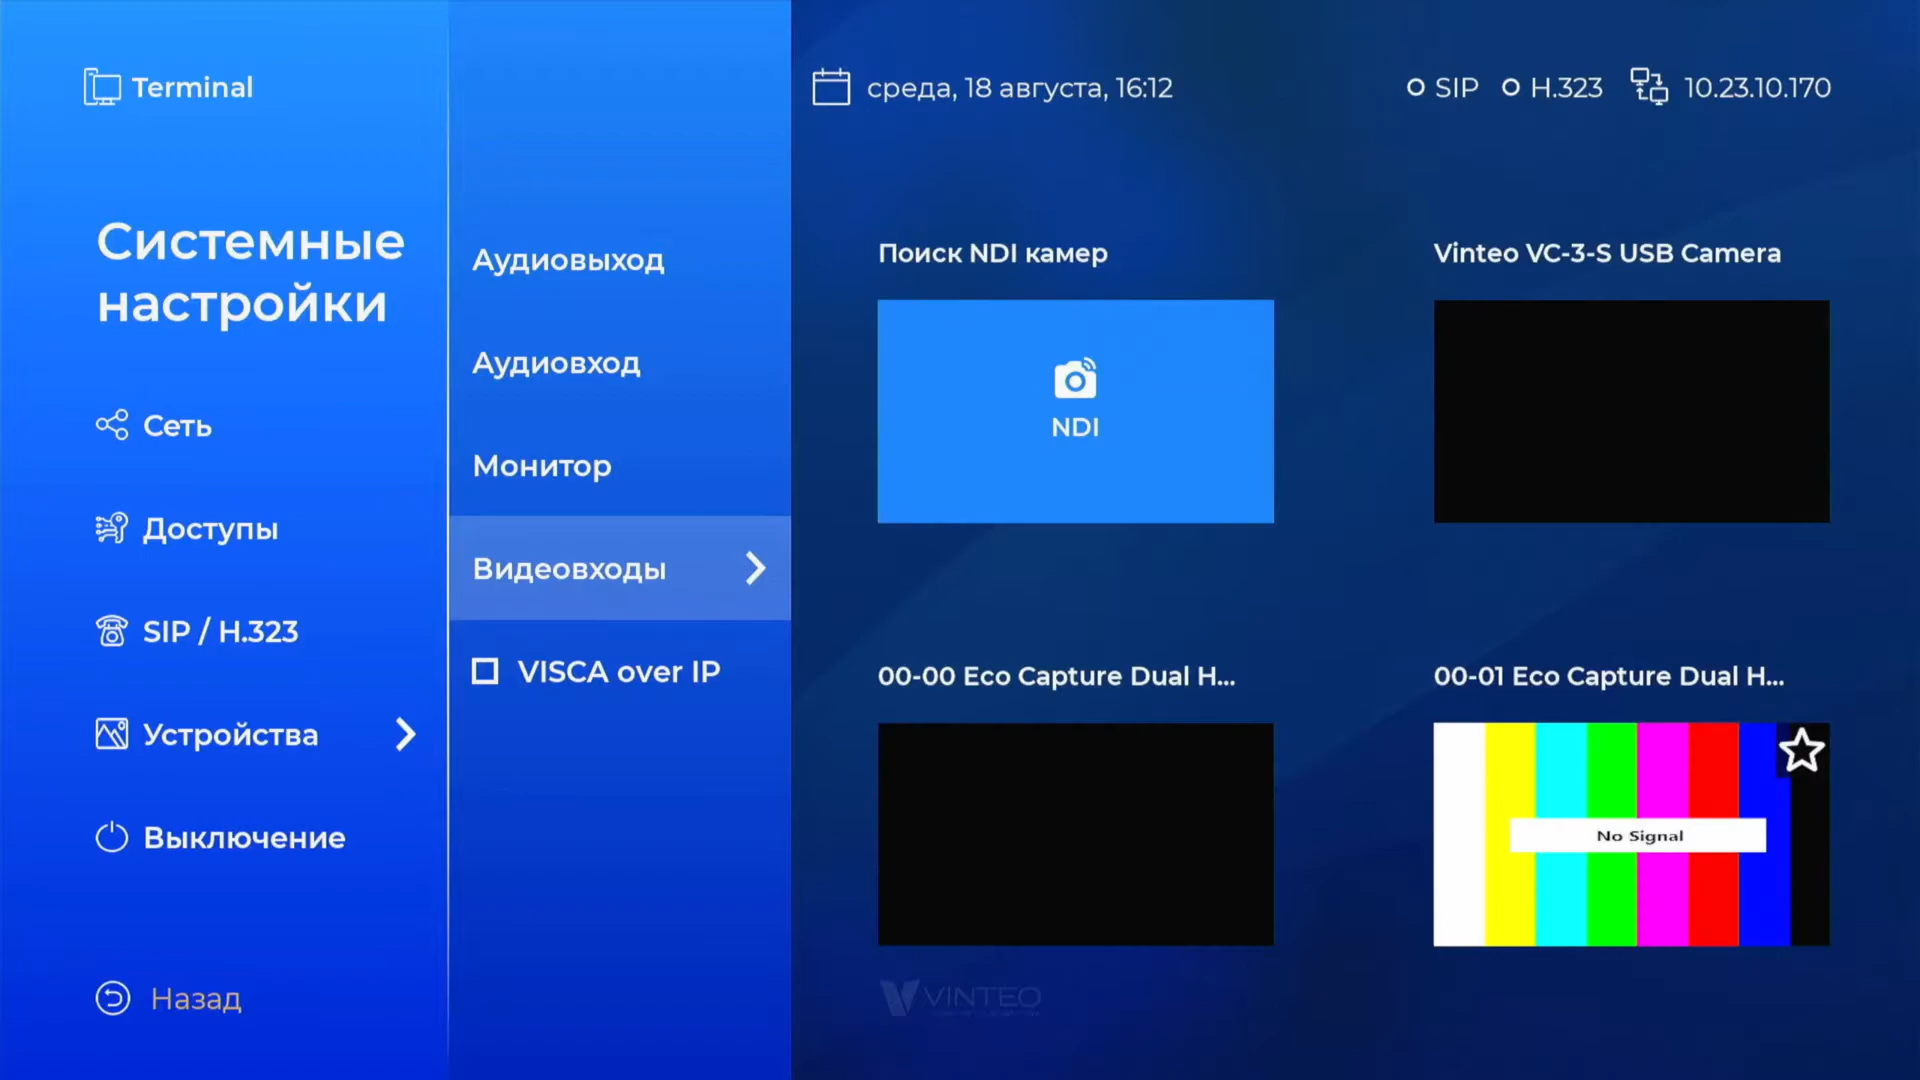 Terminal
среда, 18 августа, 16:12
SIP
H.323
10.23.10.170
Системные
настройки
Сеть
Доступы
SIP / H.323
Устройства
Выключение
Назад
Аудиовыход
Аудиовход
Монитор
Видеовходы
VISCA over IP
Поиск NDI камер
NDI
Vinteo VC-3-S USB Camera
00-00 Eco Capture Dual H...
00-01 Eco Capture Dual H...
No Signal
VINTEO